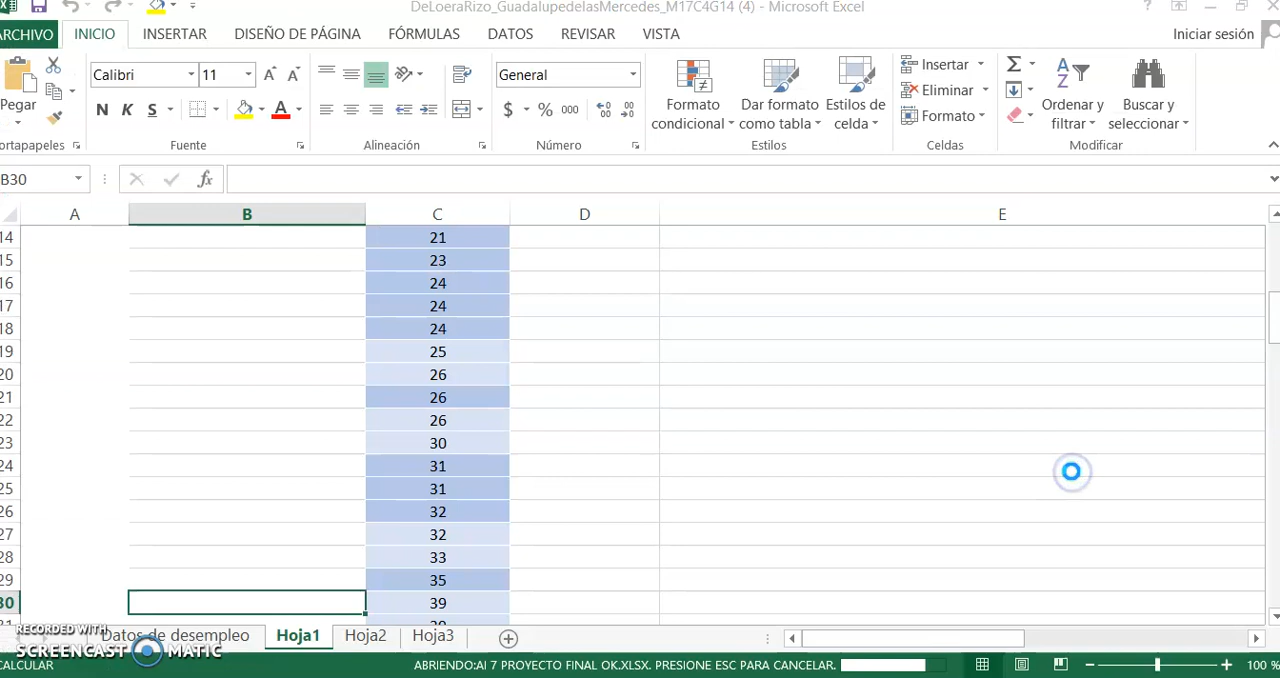 DeLoeraRizo_GuadalupedelasMercedes_M17C4G14 (4) - Microsoft Excel
ARCHIVO INICIO INSERTAR DISEÑO DE PÁGINA FÓRMULAS DATOS REVISAR VISTA Iniciar sesión
Pegar
Calibri 11
N K S
General
$ % 000
Formato condicional
Darformato como tabla
Estilos de celda
Insertar
Eliminar
Formato
Ordenar y filtrar
Buscar y seleccionar
ortapapeles Fuente Alineación Número Estilos Celdas Modificar
B30 fx
A B C D E
14 21
15 23
16 24
17 24
18 24
19 25
20 26
21 26
22 26
23 30
24 31
25 31
26 32
27 32
28 33
29 35
30 39
Datos de desempleo Hoja1 Hoja2 Hoja3
RECORDED WITH
SCREENCAST MATIC
CALCULAR ABRIENDO:AI 7 PROYECTO FINAL OK.XLSX. PRESIONE ESC PARA CANCELAR. 100 %